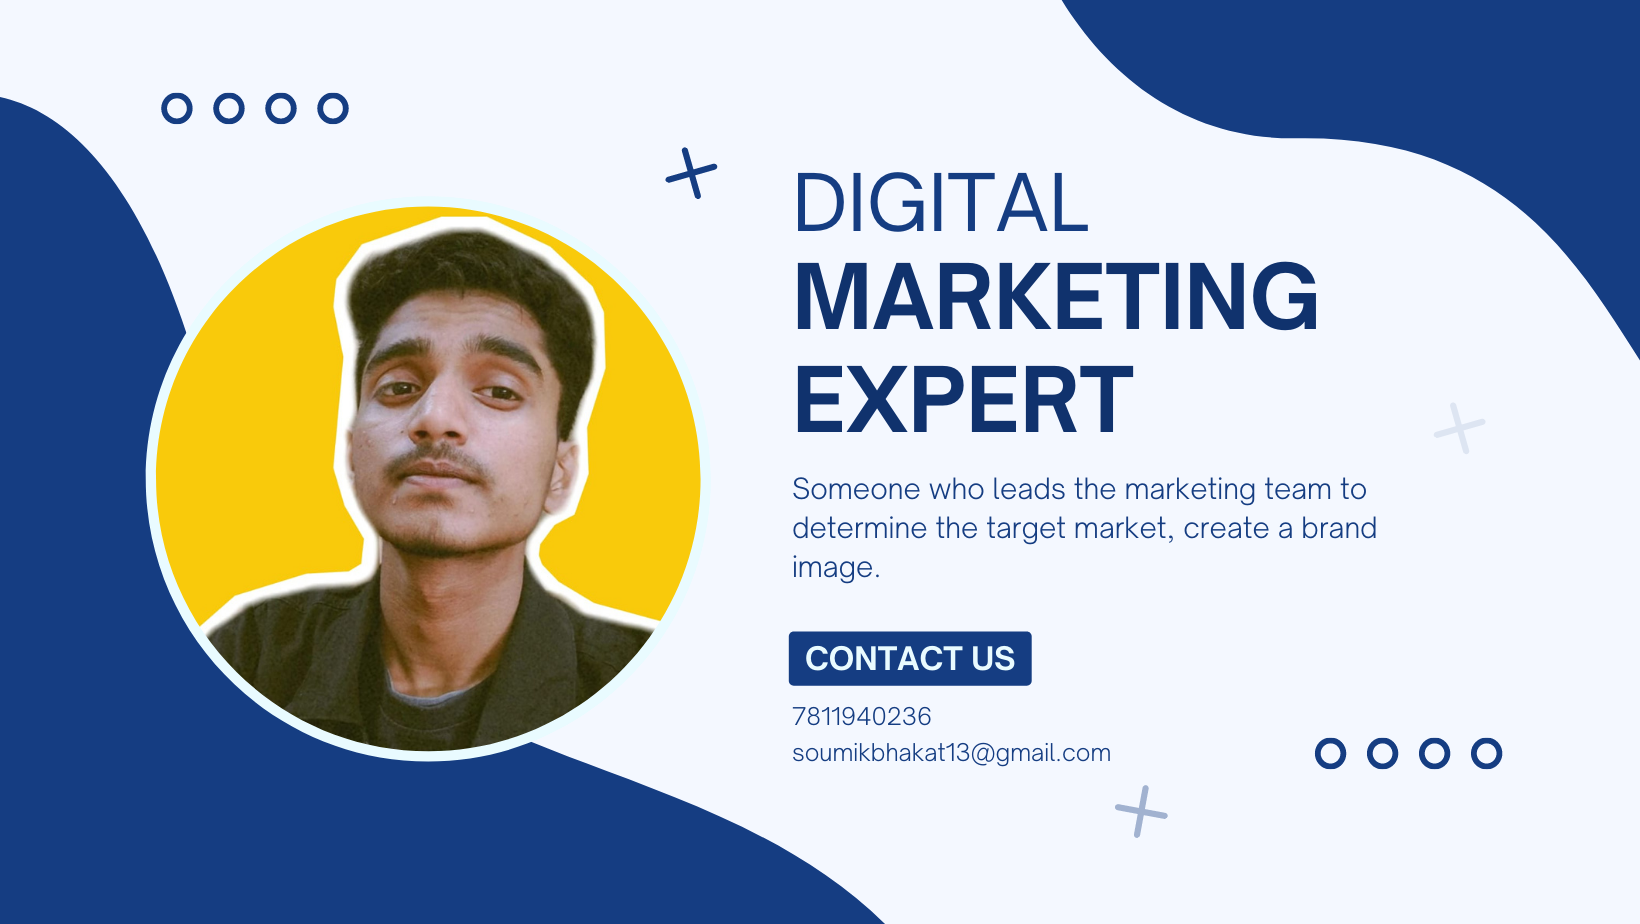 DIGITAL
MARKETING
EXPERT
Someone who leads the marketing team to
determine the target market, create a brand
image.
CONTACT US
7811940236
soumikbhakat13@gmail.com